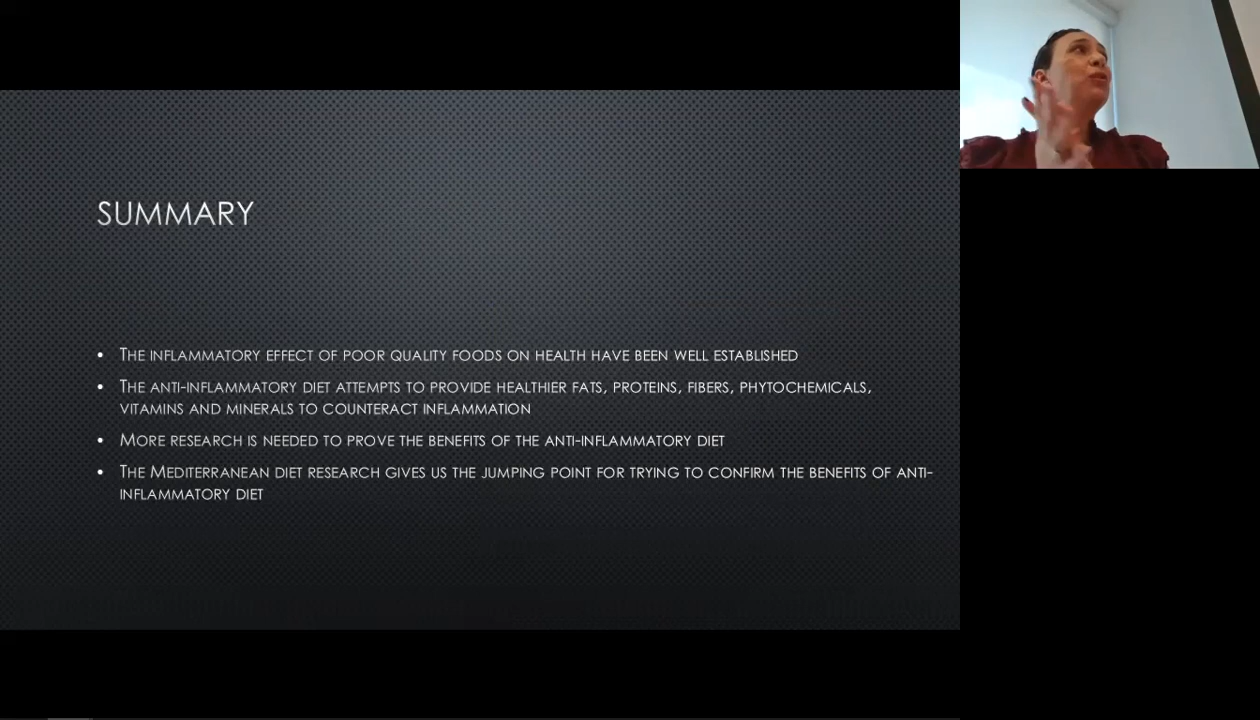 SUMMARY
• THE INFLAMMATORY EFFECT OF POOR QUALITY FOODS ON HEALTH HAVE BEEN WELL ESTABLISHED
• THE ANTI-INFLAMMATORY DIET ATTEMPTS TO PROVIDE HEALTHIER FATS, PROTEINS, FIBERS, PHYTOCHEMICALS,
VITAMINS AND MINERALS TO COUNTERACT INFLAMMATION
• MORE RESEARCH IS NEEDED TO PROVE THE BENEFITS OF THE ANTI-INFLAMMATORY DIET
• THE MEDITERRANEAN DIET RESEARCH GIVES US THE JUMPING POINT FOR TRYING TO CONFIRM THE BENEFITS OF ANTI-
INFLAMMATORY DIET